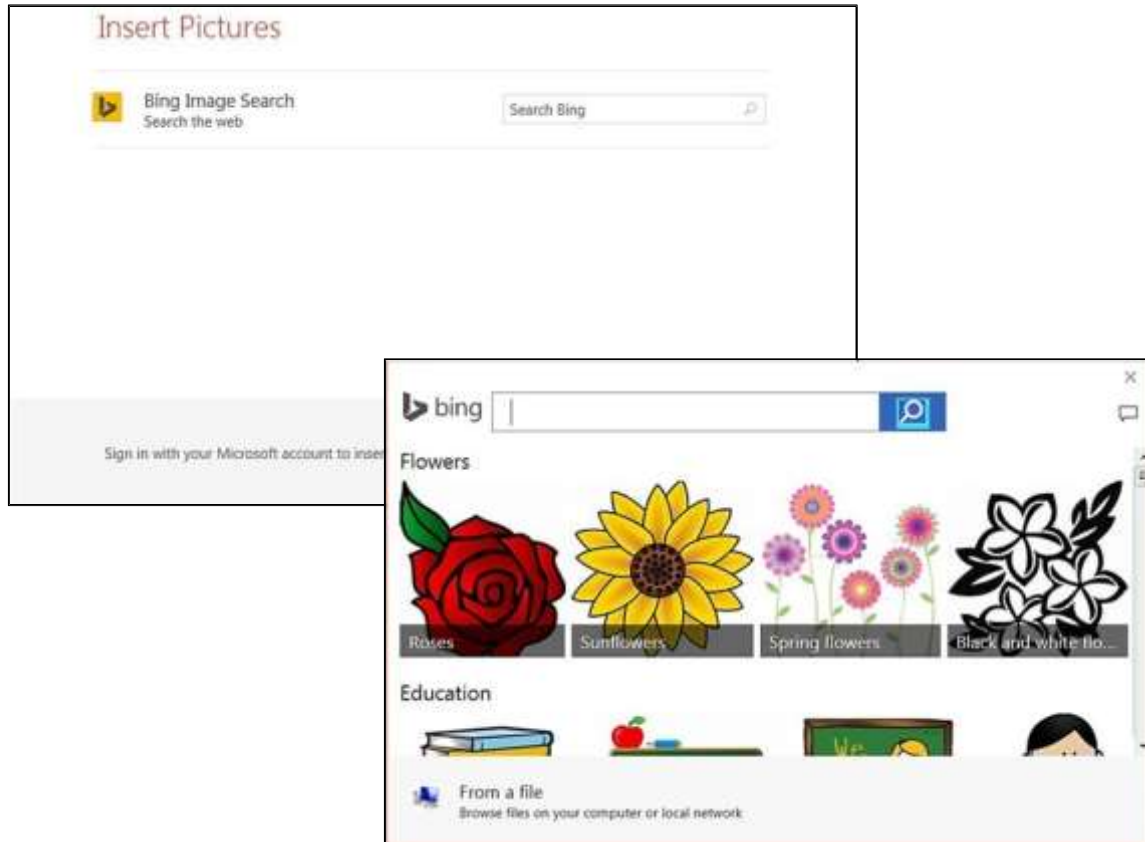 Insert Pictures
Bing Image Search
Search the web
Search Bing
Sign in with your Microsoft account to inser
bing
Flowers
Roses
Sunflowers
Spring flowers
Black and white flo...
Education
We
From a file
Browse files on your computer or local network